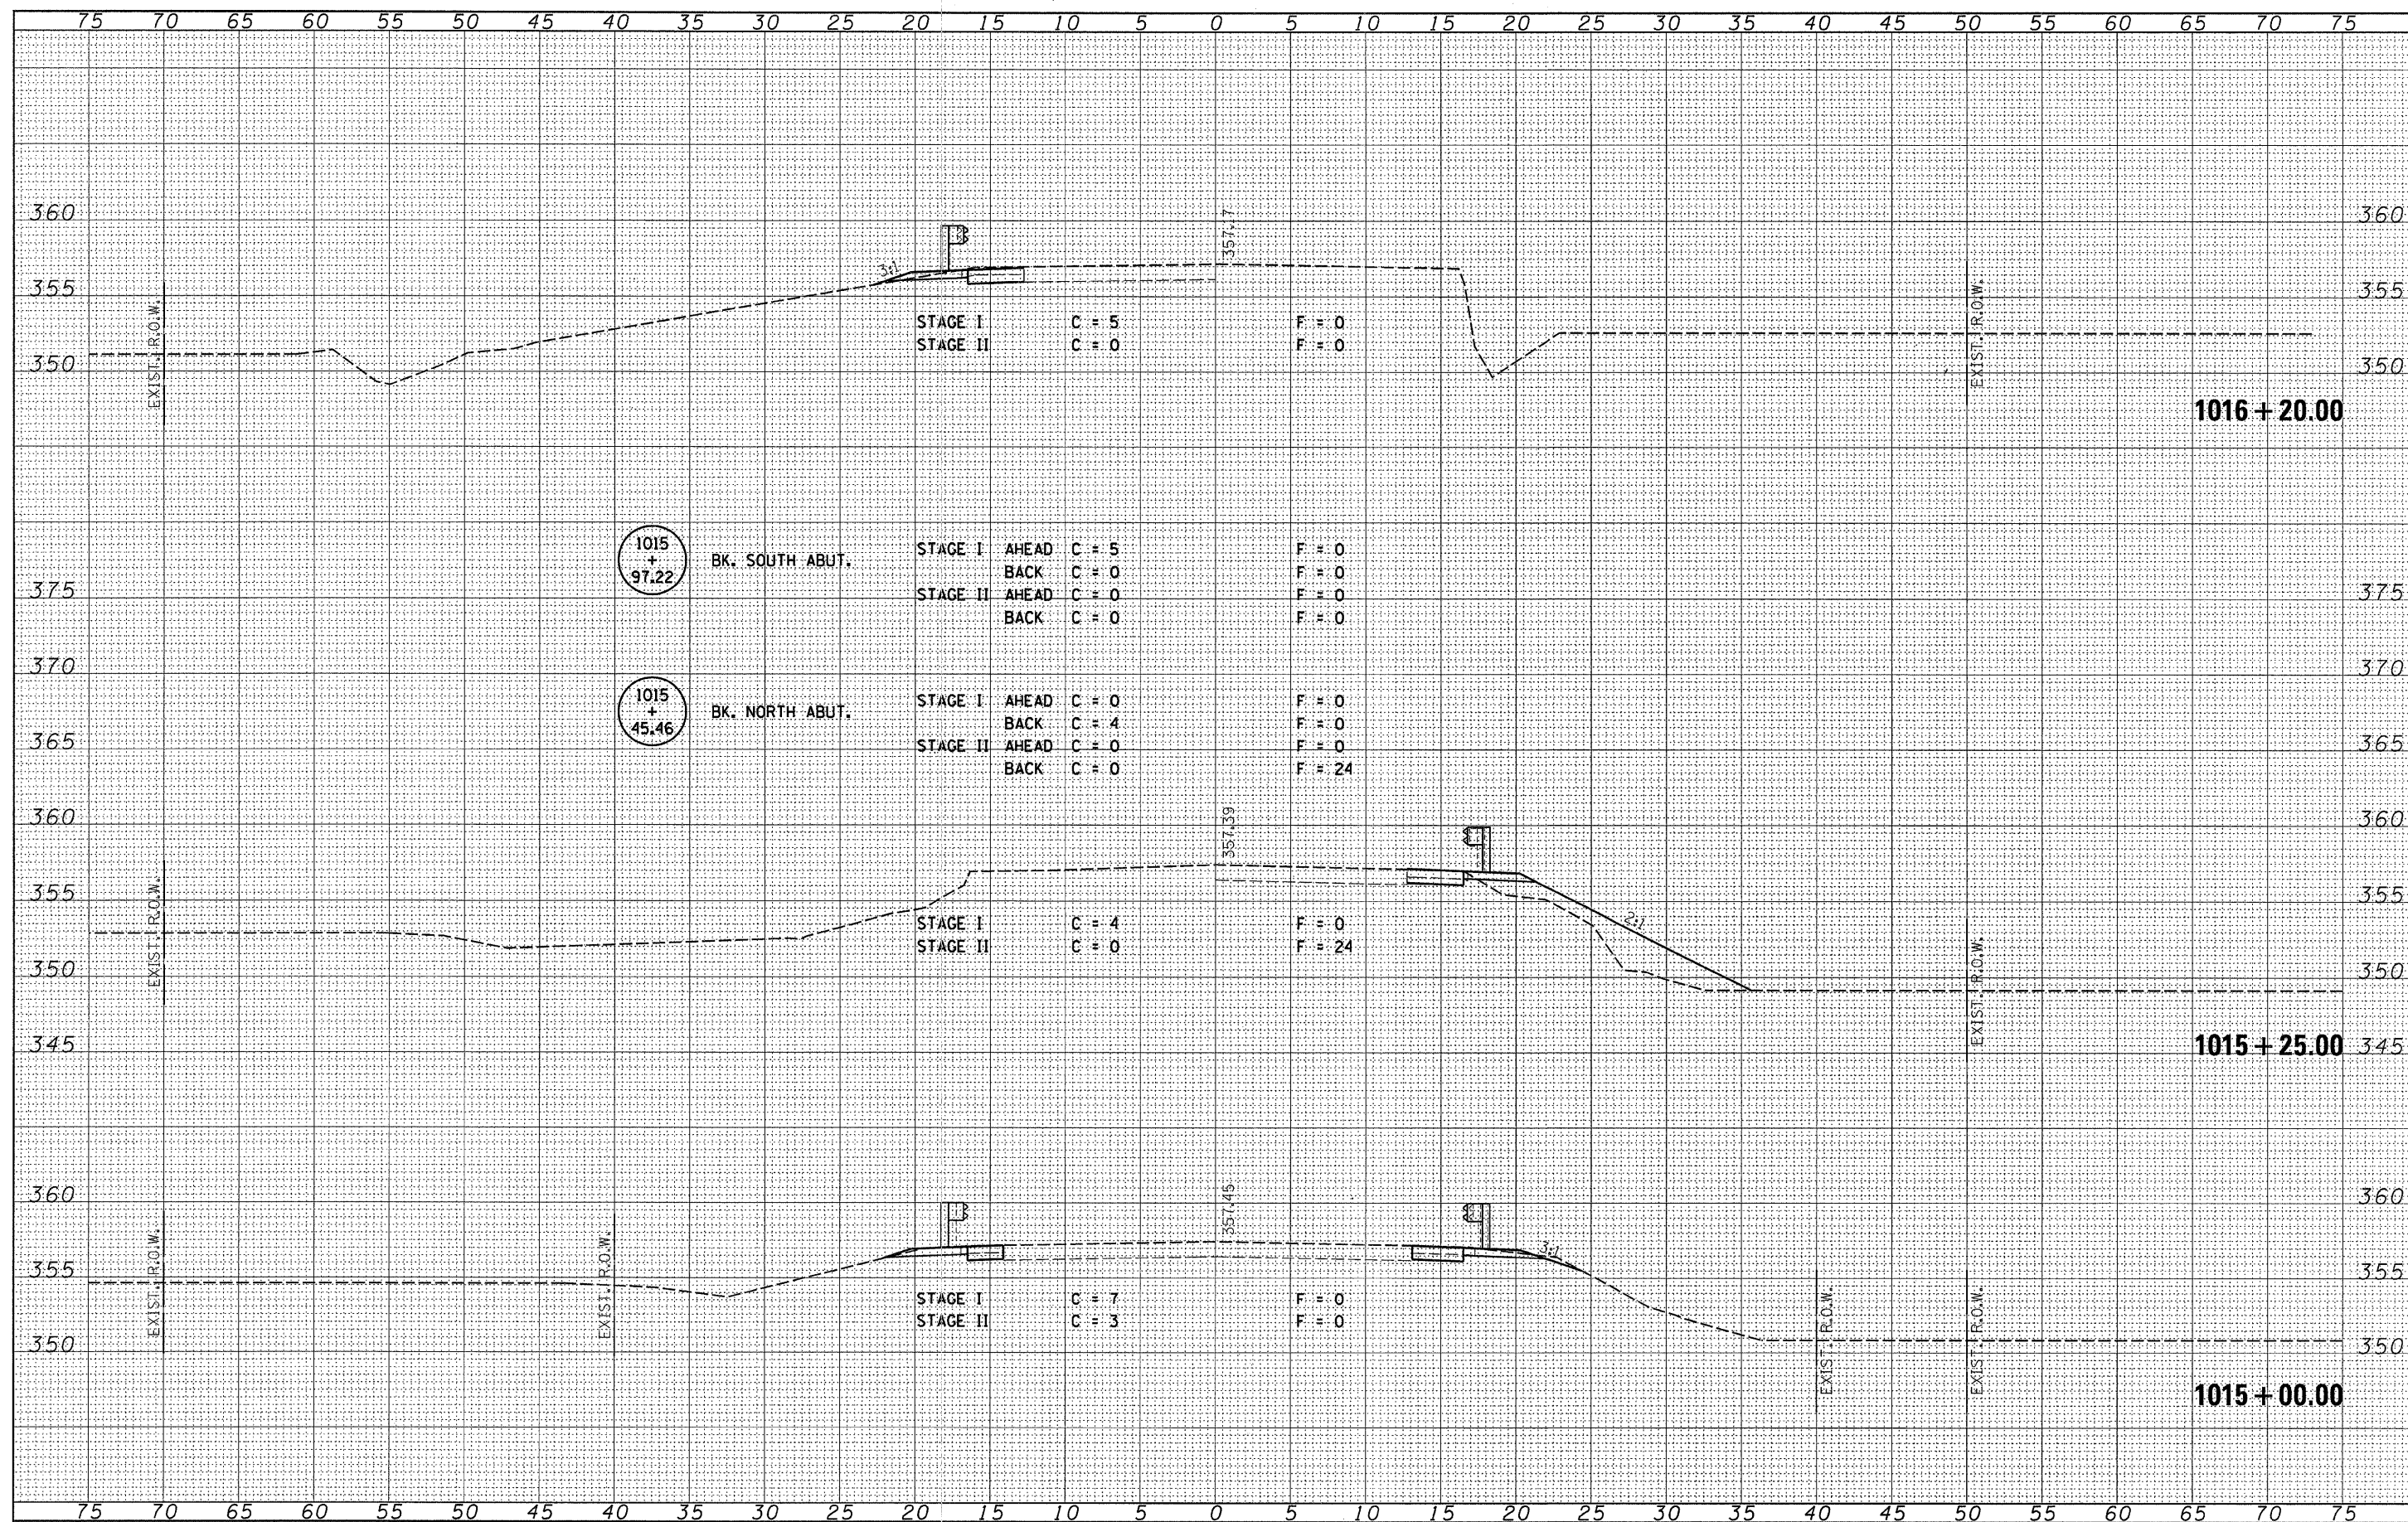 75 70 65 60 55 50 45 40 35 30 25 20 15 10 5 0 5 10 15 20 25 30 35 40 45 50 55 60 65 70 75
360 357.7 360
3:1
355 355
EXIST. R.O.W. EXIST. R.O.W.
STAGE I C = 5 F = 0
STAGE II C = 0 F = 0
350 350
1016 + 20.00
1015 + 97.22 BK. SOUTH ABUT.
STAGE I AHEAD C = 5 F = 0
BACK C = 0 F = 0
STAGE II AHEAD C = 0 F = 0
BACK C = 0 F = 0
375 375
370 370
1015 + 45.46 BK. NORTH ABUT.
STAGE I AHEAD C = 0 F = 0
BACK C = 4 F = 0
STAGE II AHEAD C = 0 F = 0
BACK C = 0 F = 24
365 365
360 357.39 360
355 355
EXIST. R.O.W. 2:1 EXIST. R.O.W.
STAGE I C = 4 F = 0
STAGE II C = 0 F = 24
350 350
345 1015 + 25.00 345
360 357.45 360
3:1
355 355
EXIST. R.O.W. EXIST. R.O.W. EXIST. R.O.W. EXIST. R.O.W.
STAGE I C = 7 F = 0
STAGE II C = 3 F = 0
350 350
1015 + 00.00
75 70 65 60 55 50 45 40 35 30 25 20 15 10 5 0 5 10 15 20 25 30 35 40 45 50 55 60 65 70 75